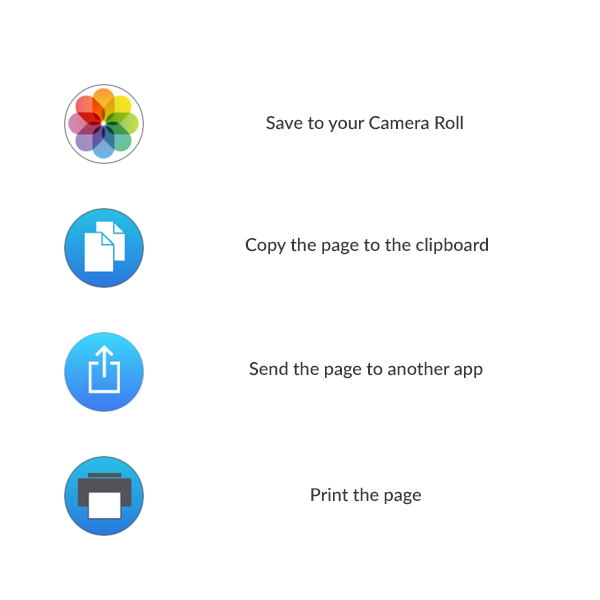 Save to your Camera Roll
Copy the page to the clipboard
Send the page to another app
Print the page